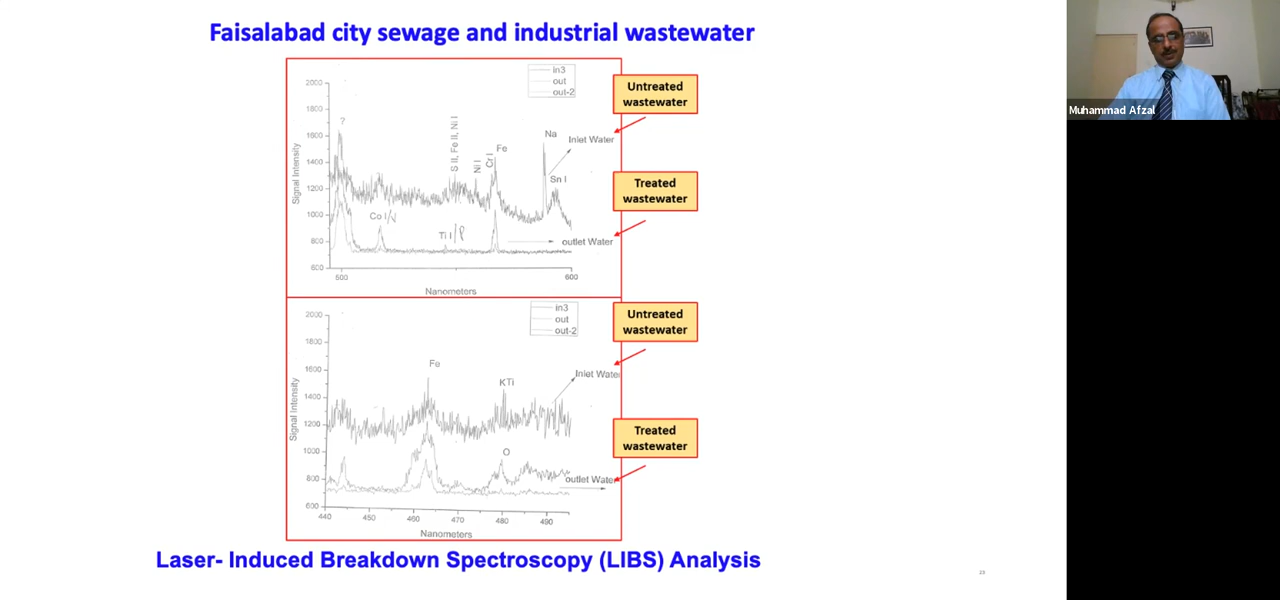 Faisalabad city sewage and industrial wastewater
Muhammad Afzal
in3
out
out-2
Untreated
wastewater
2000
1800
1600
1400
1200
1000
800
600
Signal Intensity
?
S II, Fe II, Ni I
Ni I
Cr I
Fe
Na
Inlet Water
Sn I
Treated
wastewater
Co I/N
Ti I/P
outlet Water
500
600
Nanometers
in3
out
out-2
Untreated
wastewater
2000
1800
1600
1400
1200
1000
800
600
Signal Intensity
Fe
KTi
Inlet Water
Treated
wastewater
O
outlet Wate
440
450
460
470
480
490
Nanometers
Laser- Induced Breakdown Spectroscopy (LIBS) Analysis